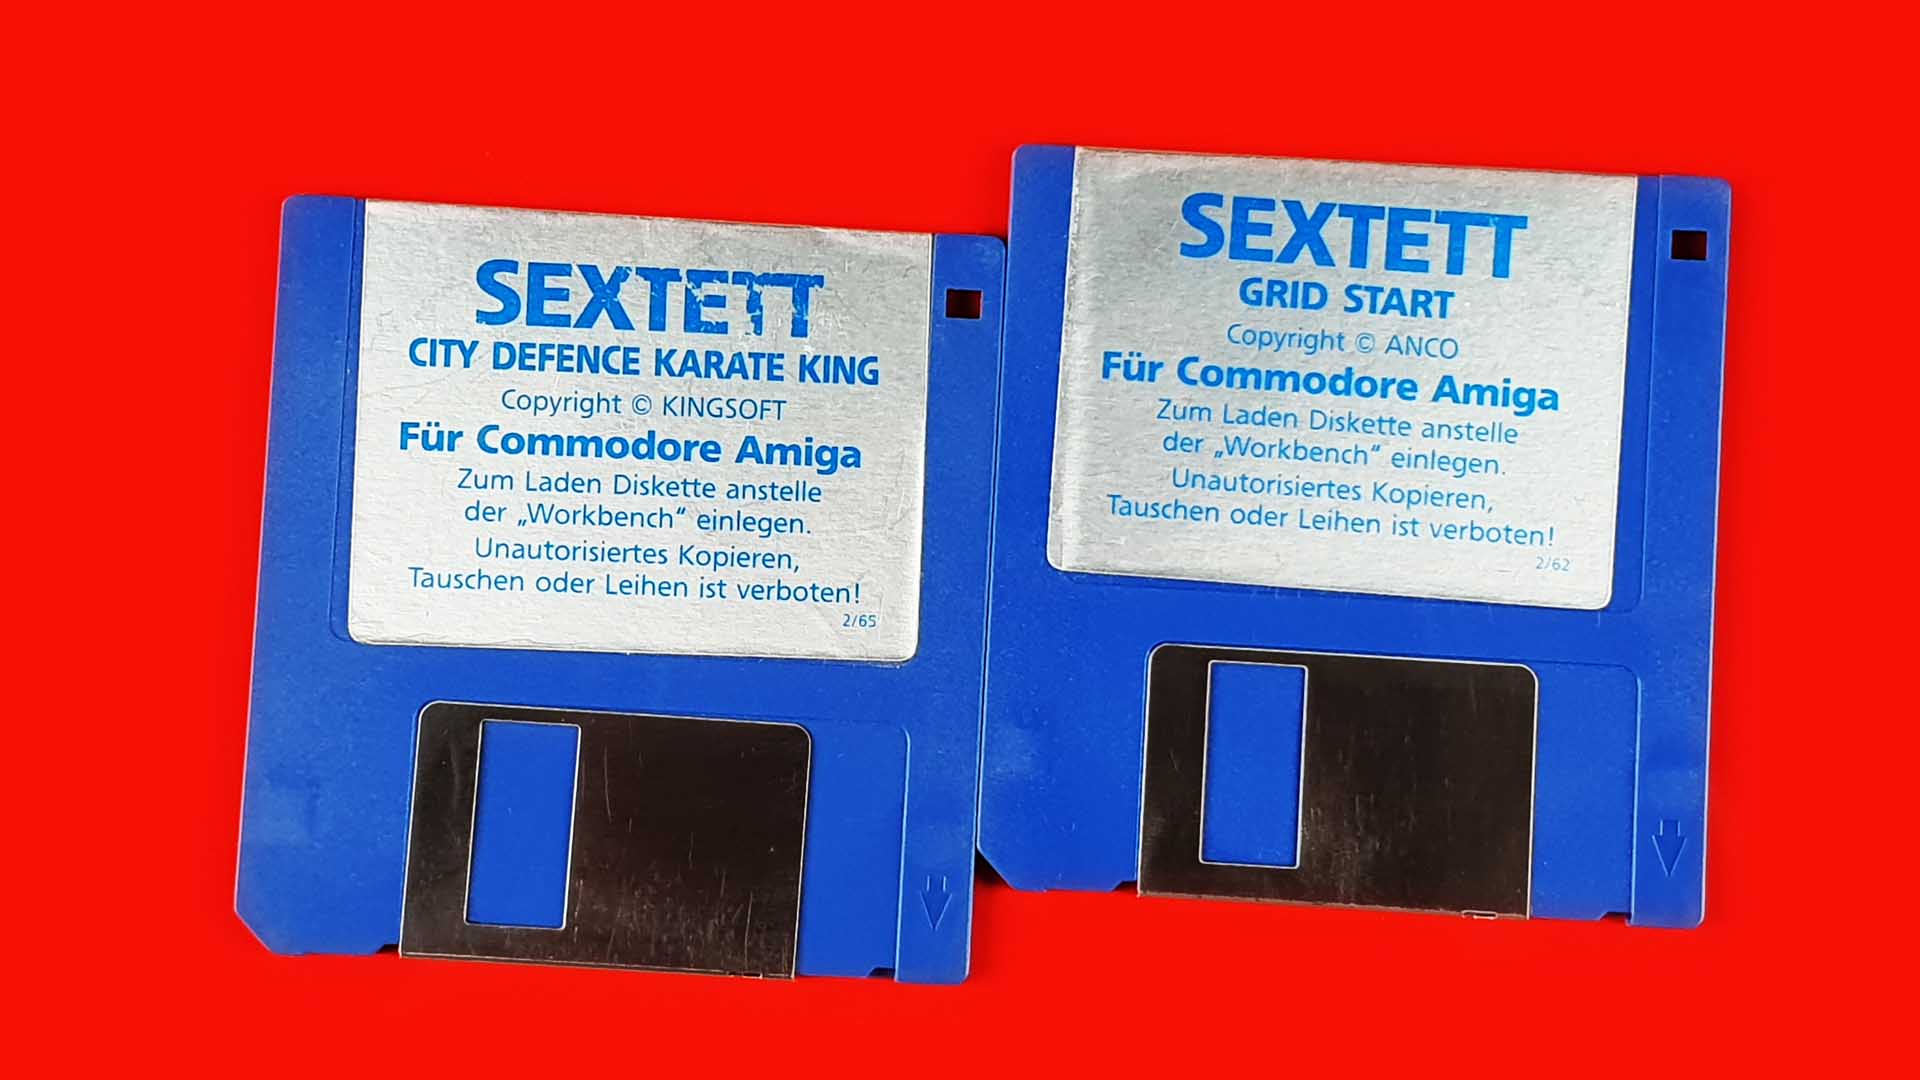 SEXTETT
CITY DEFENCE KARATE KING
Copyright © KINGSOFT
Für Commodore Amiga
Zum Laden Diskette anstelle
der „Workbench“ einlegen.
Unautorisiertes Kopieren,
Tauschen oder Leihen ist verboten!
2/65
SEXTETT
GRID START
Copyright © ANCO
Für Commodore Amiga
Zum Laden Diskette anstelle
der „Workbench“ einlegen.
Unautorisiertes Kopieren,
Tauschen oder Leihen ist verboten!
2/62